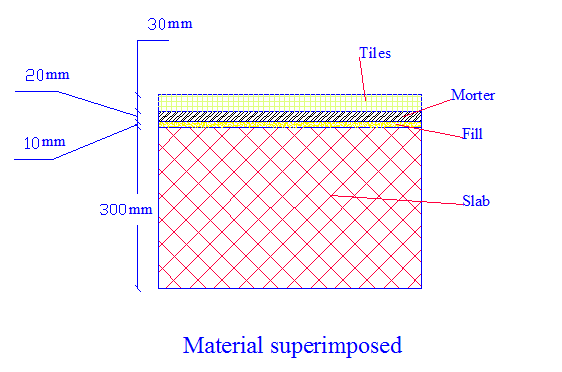 30mm
Tiles
20mm
Morter
Fill
10mm
Slab
300mm
Material superimposed